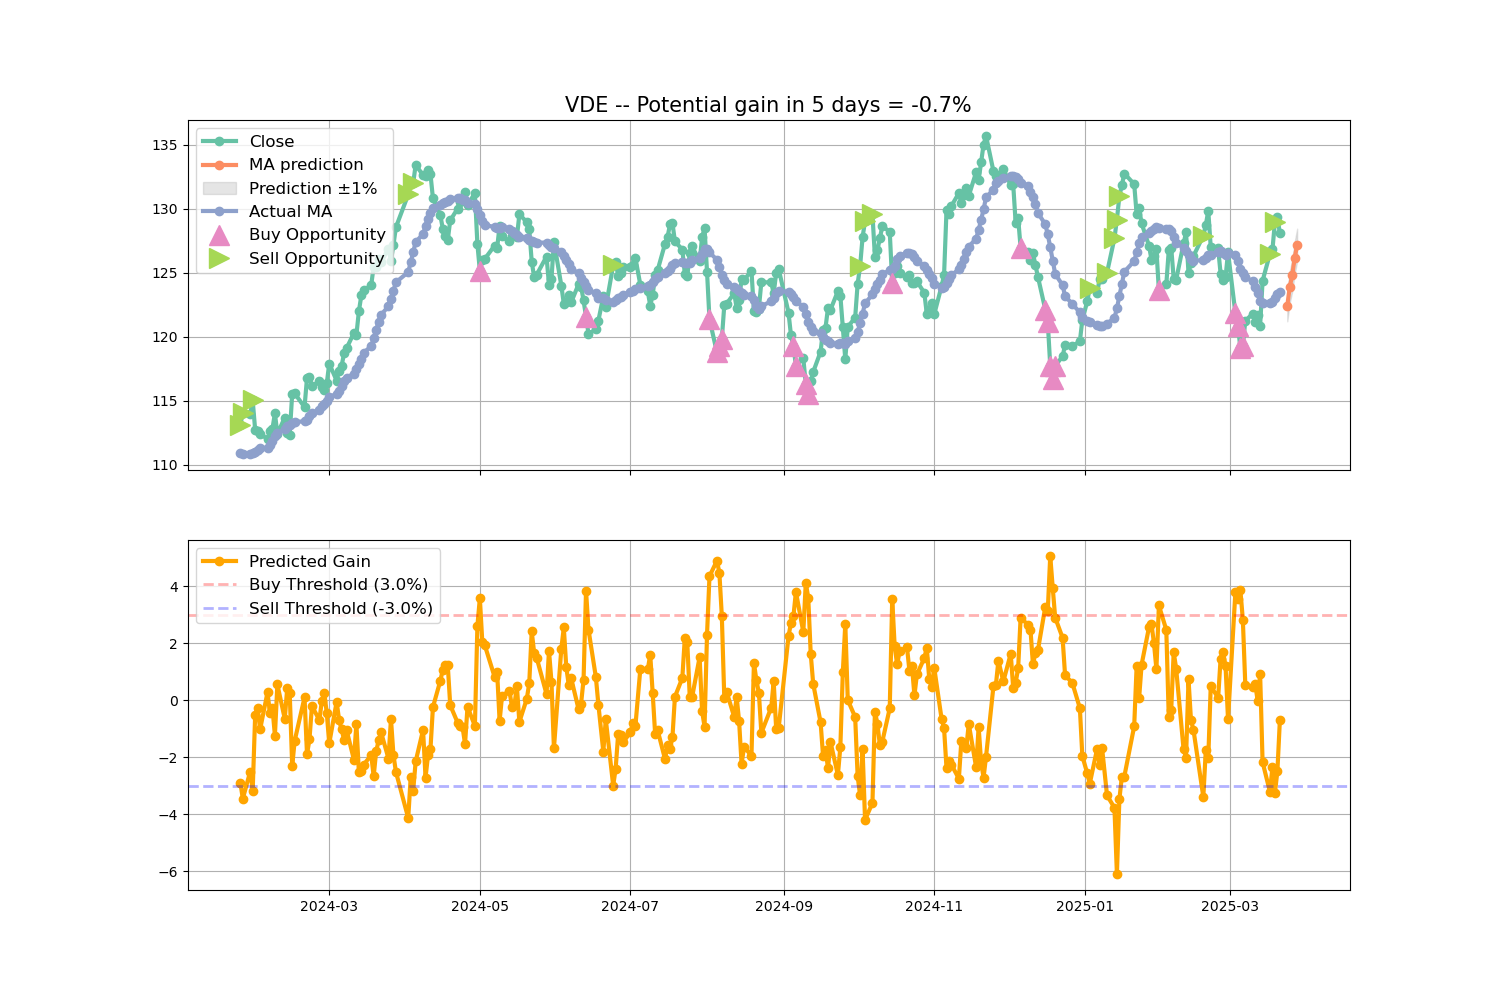 VDE -- Potential gain in 5 days = -0.7%
135
130
125
120
115
110
Close
MA prediction
Prediction ±1%
Actual MA
Buy Opportunity
Sell Opportunity
4
2
0
−2
−4
−6
Predicted Gain
Buy Threshold (3.0%)
Sell Threshold (-3.0%)
2024-03
2024-05
2024-07
2024-09
2024-11
2025-01
2025-03